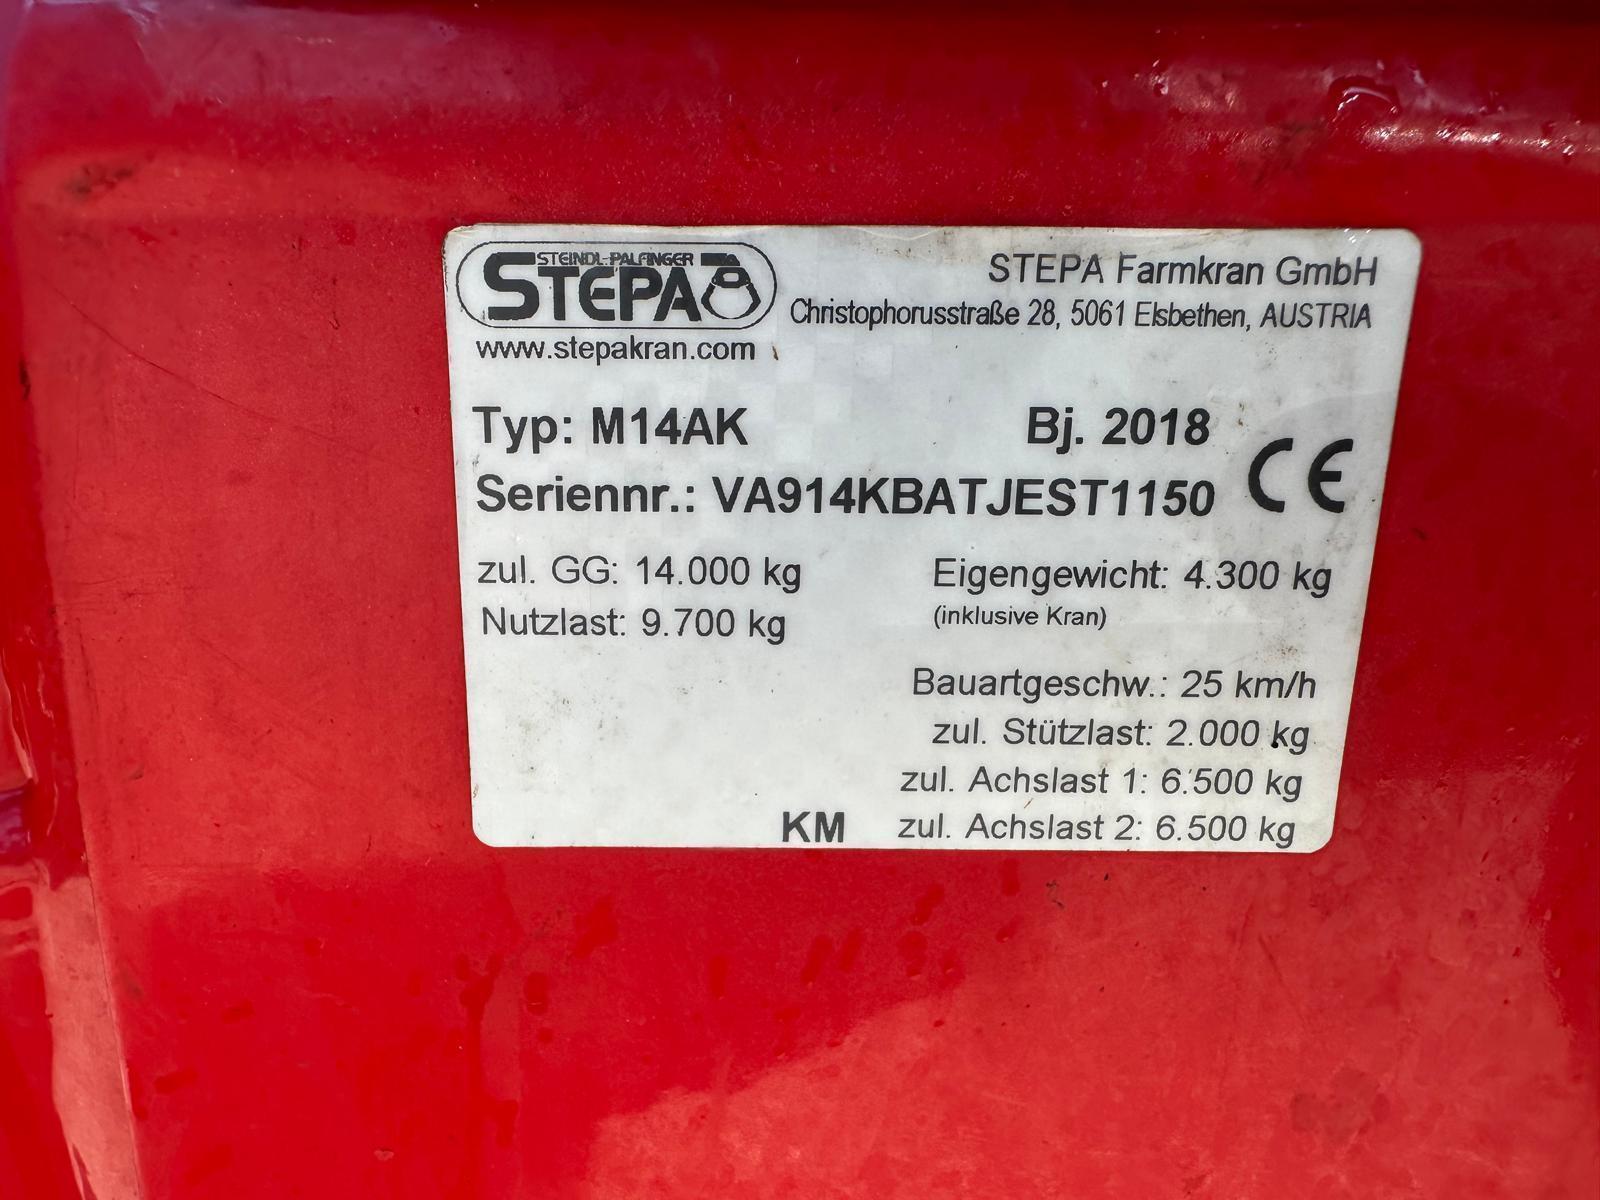 STEINDL-PALFINGER
STEPA
www.stepakran.com
STEPA Farmkran GmbH
Christophorusstraße 28, 5061 Elsbethen, AUSTRIA
Typ: M14AK Bj. 2018
Seriennr.: VA914KBATJEST1150 CE
zul. GG: 14.000 kg Eigengewicht: 4.300 kg
(inklusive Kran)
Nutzlast: 9.700 kg
Bauartgeschw.: 25 km/h
zul. Stützlast: 2.000 kg
zul. Achslast 1: 6.500 kg
KM zul. Achslast 2: 6.500 kg